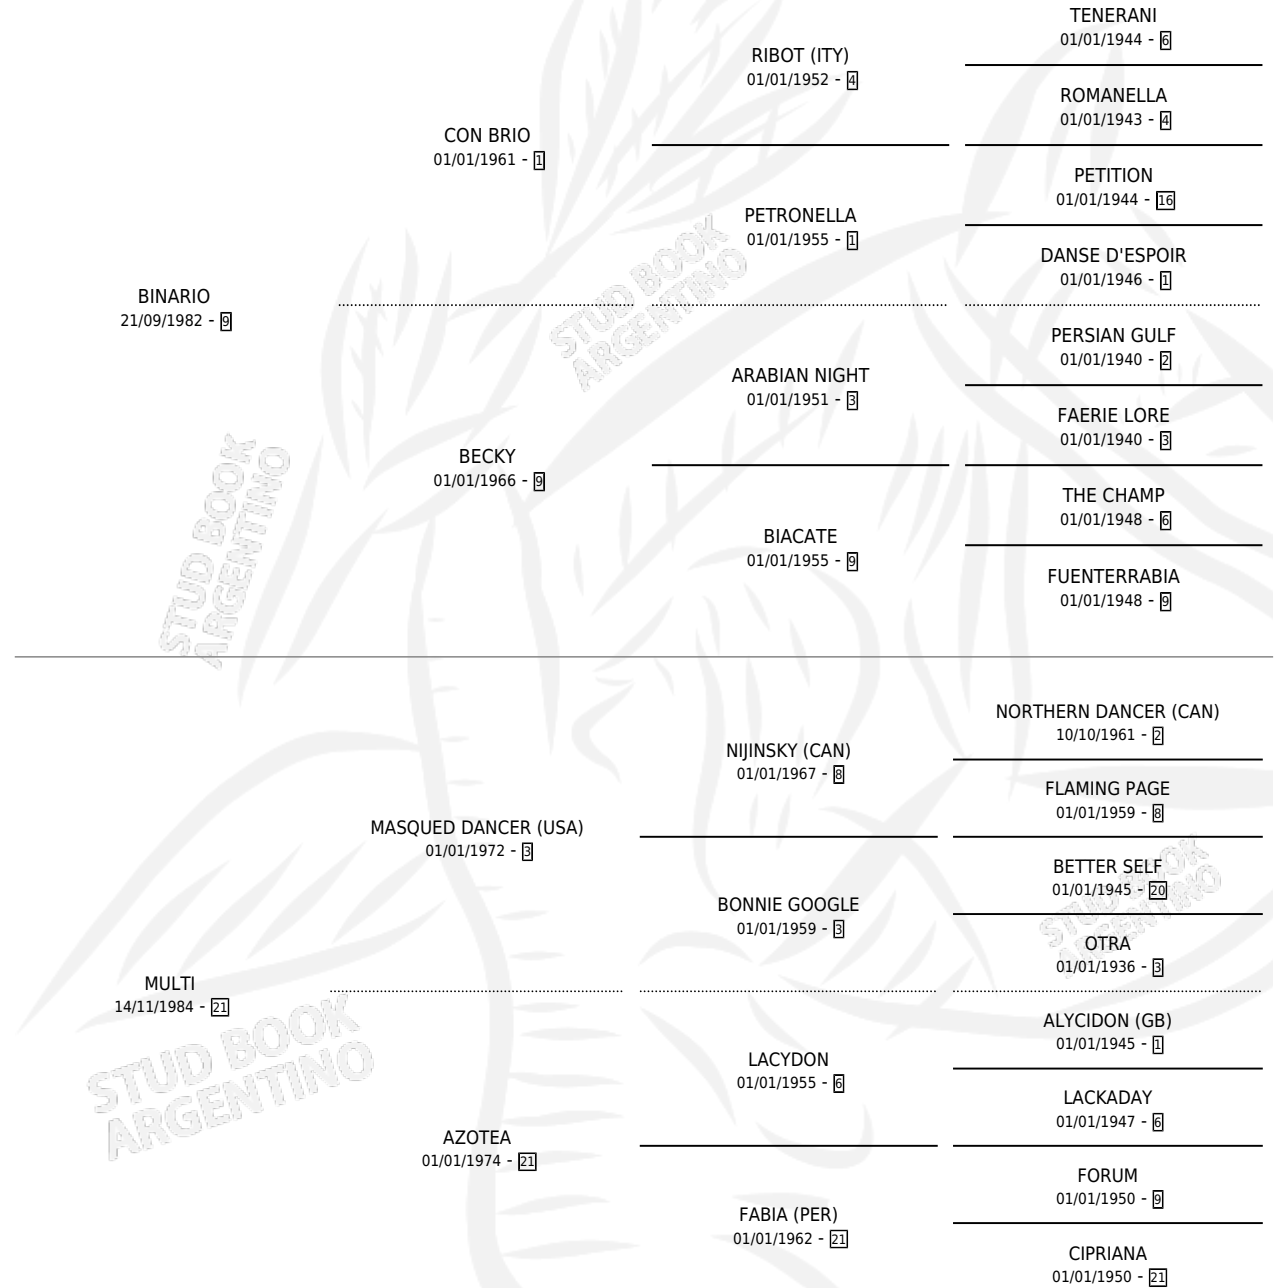 TENERANI
01/01/1944 - 6
RIBOT (ITY)
01/01/1952 - 4
ROMANELLA
01/01/1943 - 4
CON BRIO
01/01/1961 - 1
PETITION
01/01/1944 - 16
PETRONELLA
01/01/1955 - 1
DANSE D'ESPOIR
01/01/1946 - 1
BINARIO
21/09/1982 - 9
STUD BOOK
ARGENTINO
PERSIAN GULF
01/01/1940 - 2
ARABIAN NIGHT
01/01/1951 - 3
FAERIE LORE
01/01/1940 - 3
BECKY
01/01/1966 - 9
THE CHAMP
01/01/1948 - 6
BIACATE
01/01/1955 - 9
FUENTERRABIA
01/01/1948 - 9
STUD BOOK
ARGENTINO
NORTHERN DANCER (CAN)
10/10/1961 - 2
NIJINSKY (CAN)
01/01/1967 - 8
FLAMING PAGE
01/01/1959 - 8
MASQUED DANCER (USA)
01/01/1972 - 3
BETTER SELF
01/01/1945 - 20
BONNIE GOOGLE
01/01/1959 - 3
OTRA
01/01/1936 - 3
STUD BOOK
ARGENTINO
MULTI
14/11/1984 - 21
ALYCIDON (GB)
01/01/1945 - 1
LACYDON
01/01/1955 - 6
LACKADAY
01/01/1947 - 6
STUD BOOK
ARGENTINO
AZOTEA
01/01/1974 - 21
FORUM
01/01/1950 - 9
FABIA (PER)
01/01/1962 - 21
CIPRIANA
01/01/1950 - 21